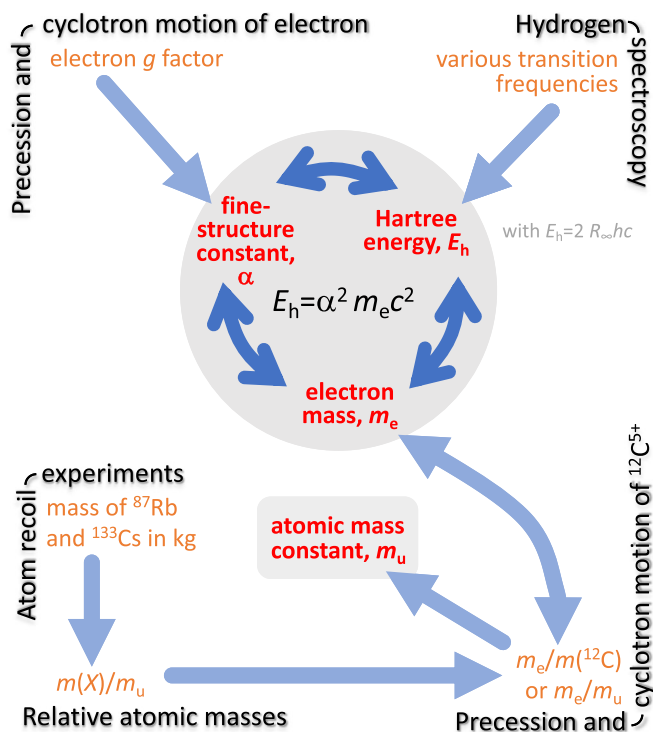 Precession and
cyclotron motion of electron
electron g factor
Hydrogen
spectroscopy
various transition
frequencies
fine-
structure
constant,
α
Hartree
energy, Eₕ
with Eₕ=2 R∞hc
Eₕ=α² mₑc²
electron
mass, mₑ
Atom recoil
experiments
mass of ⁸⁷Rb
and ¹³³Cs in kg
atomic mass
constant, mᵤ
m(X)/mᵤ
Relative atomic masses
mₑ/m(¹²C)
or mₑ/mᵤ
Precession and
cyclotron motion of ¹²C⁵⁺